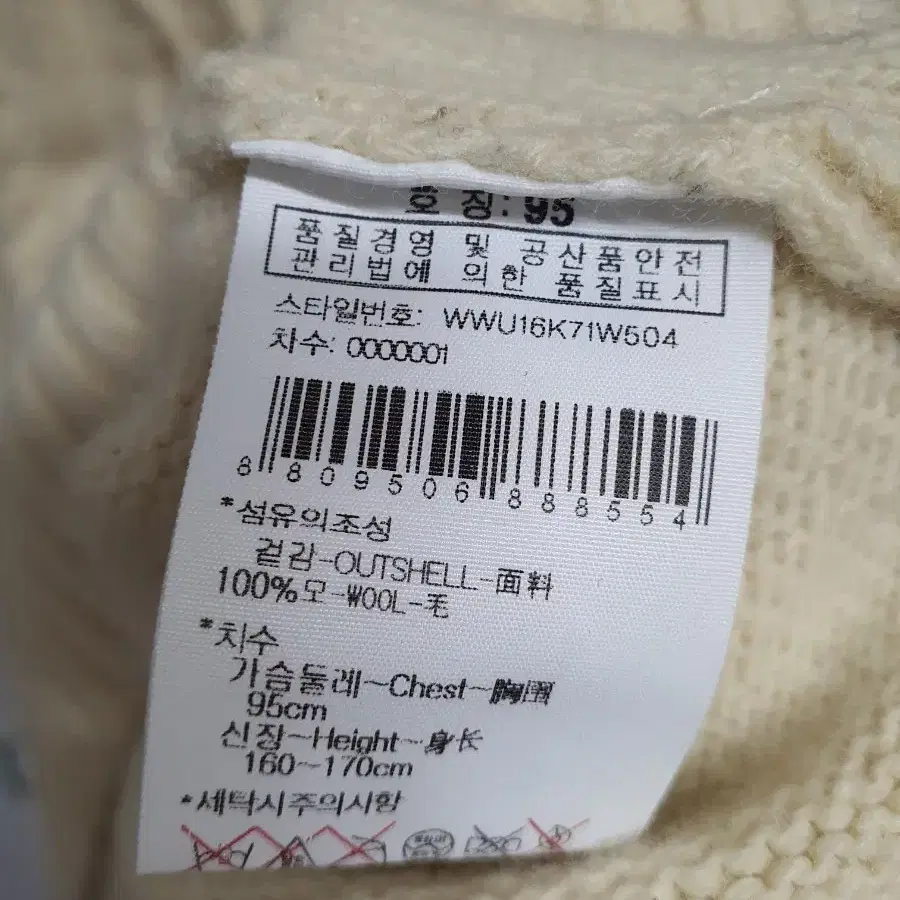 호 칭: 95
품질경영 및 공산품안전
관리법에 의한 품질표시
스타일번호: WWU16K71W504
차수: 0000001
8 809506 888554
*섬유의조성
겉감-OUTSHELL-面料
100%모-WOOL-毛
*치수
가슴둘레~Chest~胸围
95cm
신장~Height~身长
160~170cm
*세탁시주의사항